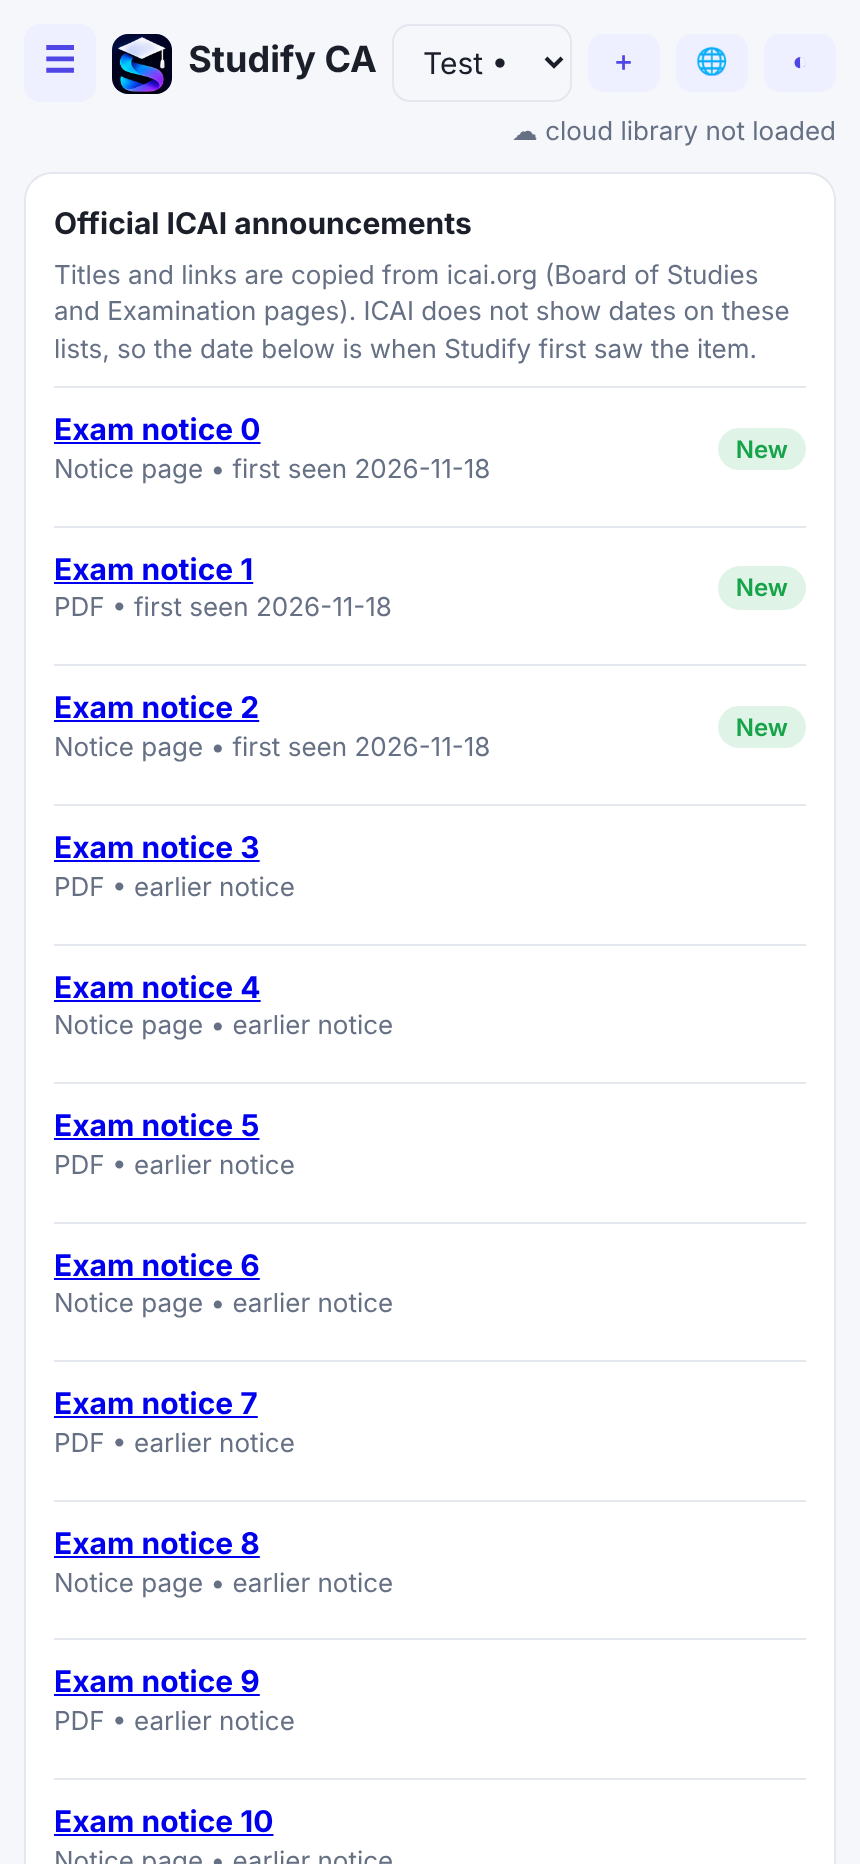 ☰ Studify CA Test • + 🌐
☁ cloud library not loaded
Official ICAI announcements
Titles and links are copied from icai.org (Board of Studies
and Examination pages). ICAI does not show dates on these
lists, so the date below is when Studify first saw the item.
Exam notice 0
Notice page • first seen 2026-11-18
New
Exam notice 1
PDF • first seen 2026-11-18
New
Exam notice 2
Notice page • first seen 2026-11-18
New
Exam notice 3
PDF • earlier notice
Exam notice 4
Notice page • earlier notice
Exam notice 5
PDF • earlier notice
Exam notice 6
Notice page • earlier notice
Exam notice 7
PDF • earlier notice
Exam notice 8
Notice page • earlier notice
Exam notice 9
PDF • earlier notice
Exam notice 10
Notice page • earlier notice